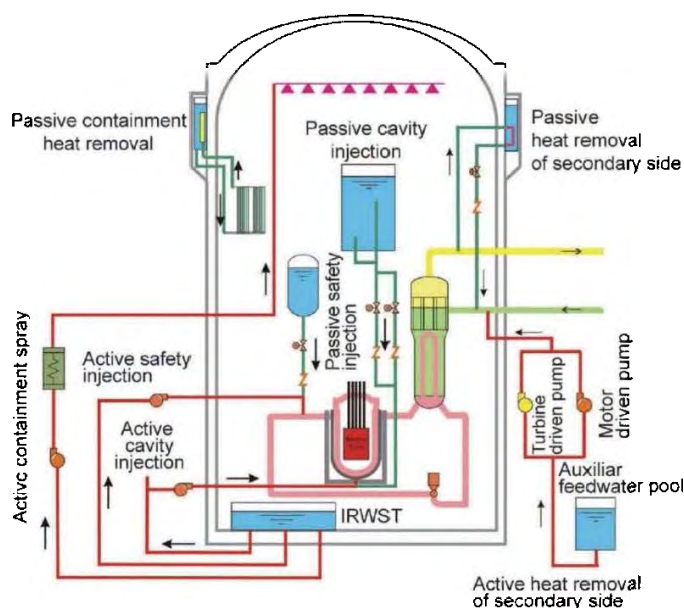 Passive containment
heat removal
Passive cavity
injection
Passive
heat removal
of secondary side
Passive safety
injection
Active safety
injection
Active
cavity
injection
Activc containment spray
IRWST
Turbine
driven pump
Motor
driven pump
Auxiliar
feedwater pool
Active heat removal
of secondary side